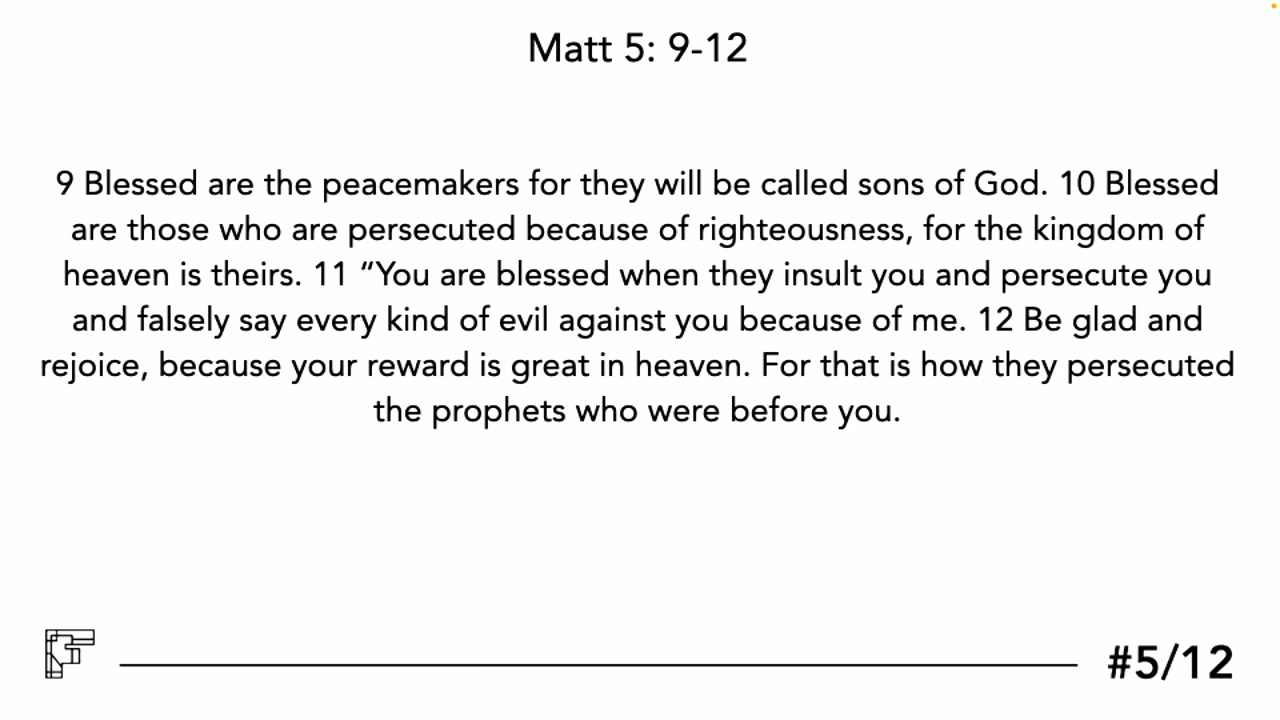 Matt 5: 9-12
9 Blessed are the peacemakers for they will be called sons of God. 10 Blessed
are those who are persecuted because of righteousness, for the kingdom of
heaven is theirs. 11 “You are blessed when they insult you and persecute you
and falsely say every kind of evil against you because of me. 12 Be glad and
rejoice, because your reward is great in heaven. For that is how they persecuted
the prophets who were before you.
#5/12